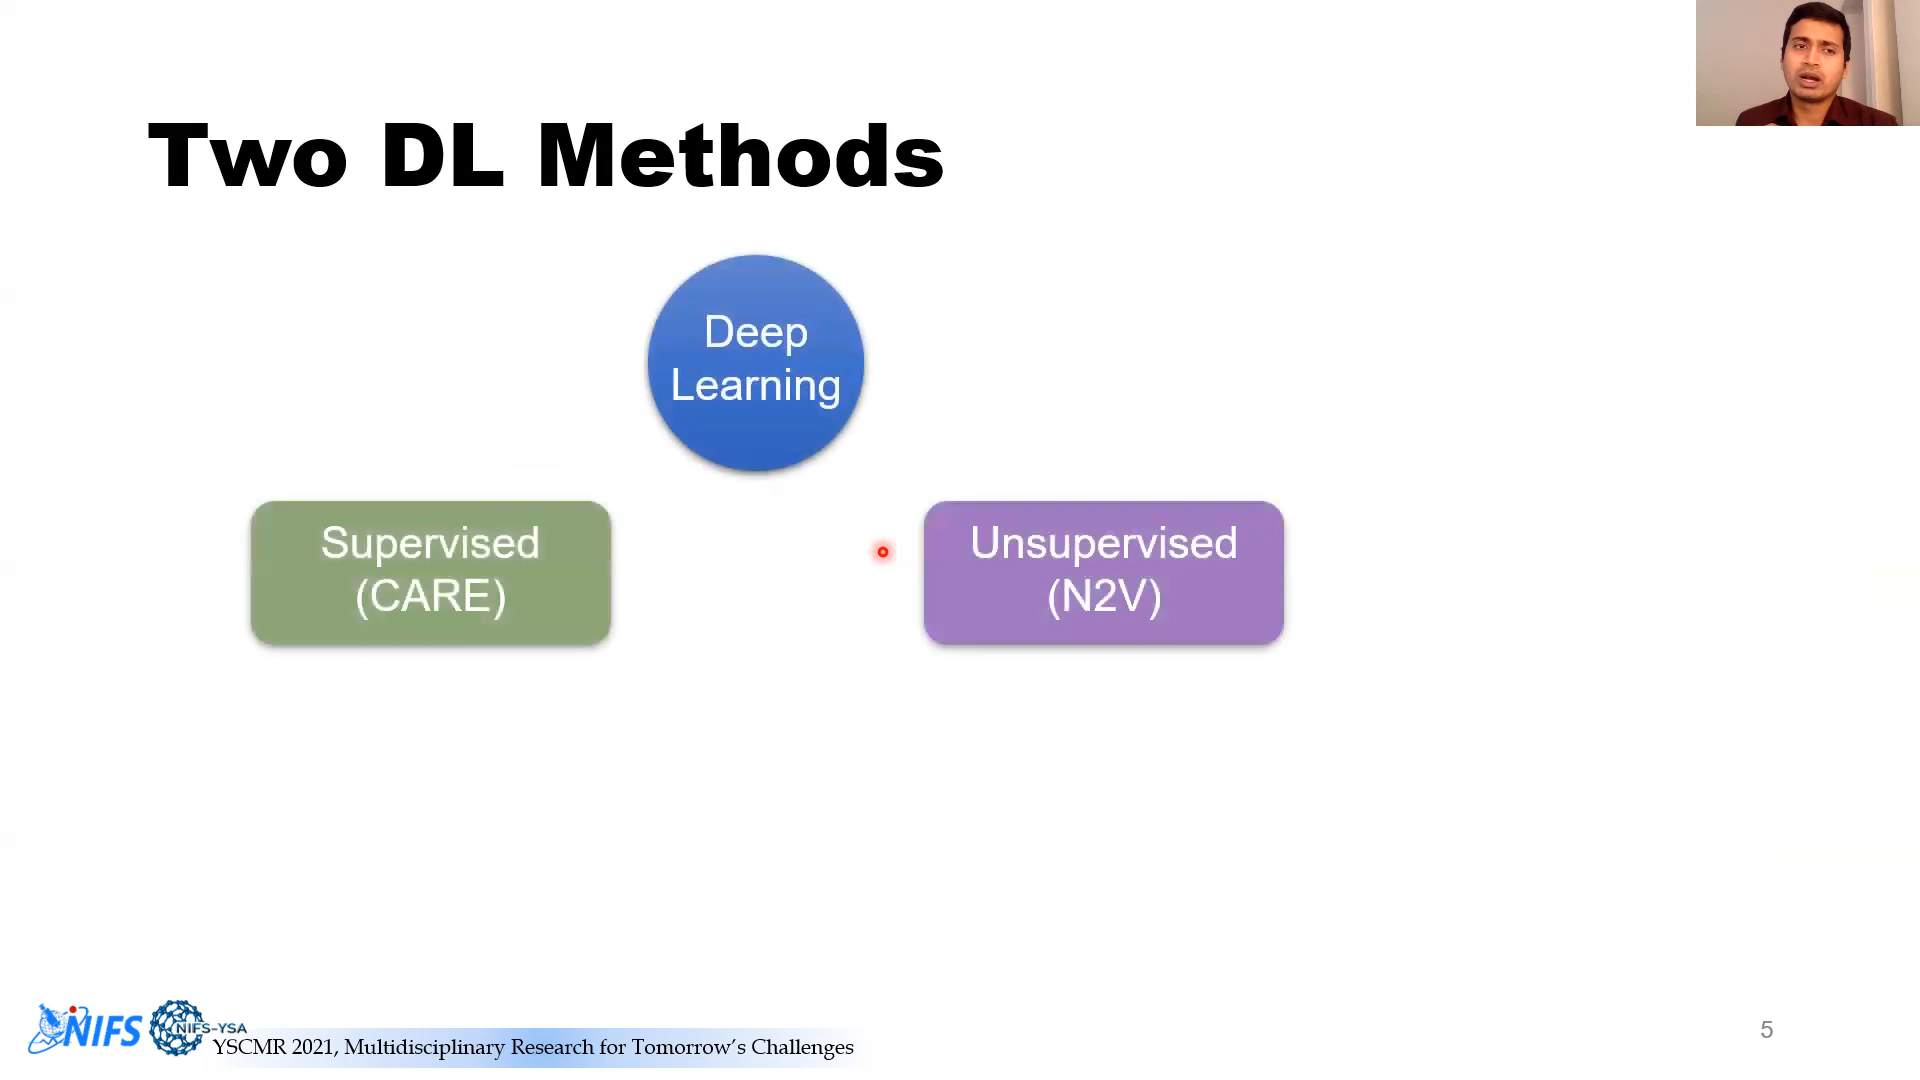 Two DL Methods
Deep
Learning
Supervised
(CARE)
Unsupervised
(N2V)
NIFS
NIFS-YSA
YSCMR 2021, Multidisciplinary Research for Tomorrow's Challenges
5